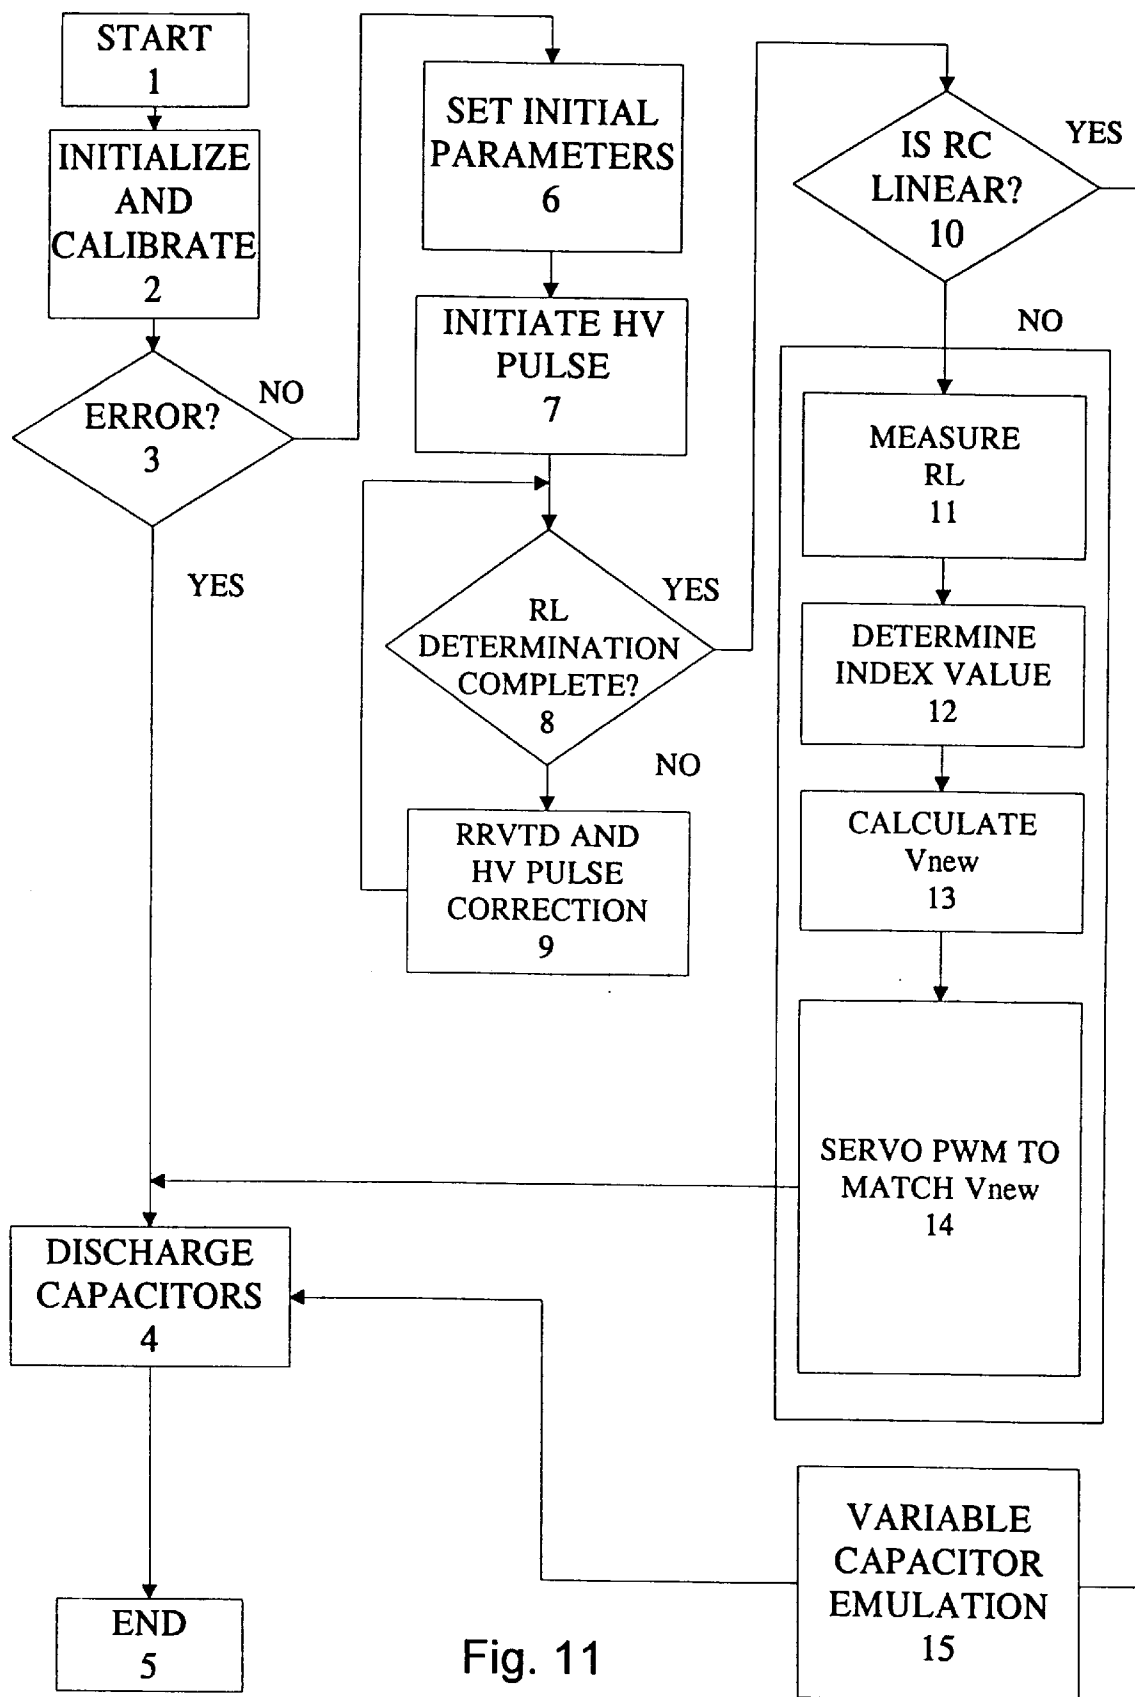 START
1
INITIALIZE
AND
CALIBRATE
2
ERROR?
3
NO
YES
DISCHARGE
CAPACITORS
4
END
5
SET INITIAL
PARAMETERS
6
INITIATE HV
PULSE
7
RL
DETERMINATION
COMPLETE?
8
YES
NO
RRVTD AND
HV PULSE
CORRECTION
9
IS RC
LINEAR?
10
YES
NO
MEASURE
RL
11
DETERMINE
INDEX VALUE
12
CALCULATE
Vnew
13
SERVO PWM TO
MATCH Vnew
14
VARIABLE
CAPACITOR
EMULATION
15
Fig. 11